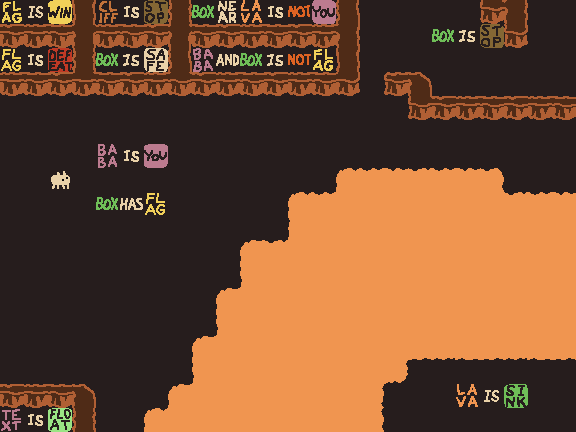 FLAG IS WIN CLIFF IS STOP BOX NEAR LAVA IS NOT YOU
BOX IS STOP
FLAG IS DEFEAT BOX IS SAFE BABA AND BOX IS NOT FLAG
BABA IS YOU
BOX HAS FLAG
LAVA IS SINK
TEXT IS FLOAT